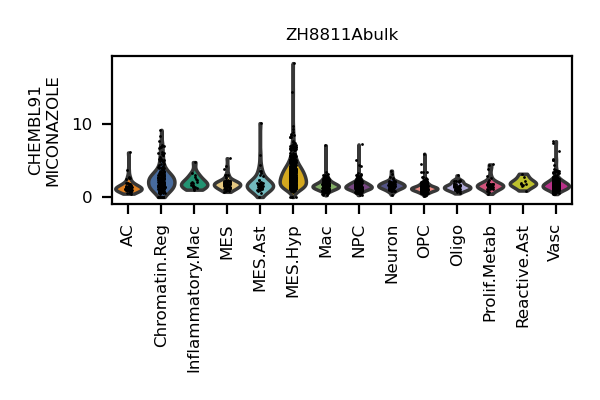 ZH8811Abulk
CHEMBL91
MICONAZOLE
10
0
AC
Chromatin.Reg
Inflammatory.Mac
MES
MES.Ast
MES.Hyp
Mac
NPC
Neuron
OPC
Oligo
Prolif.Metab
Reactive.Ast
Vasc